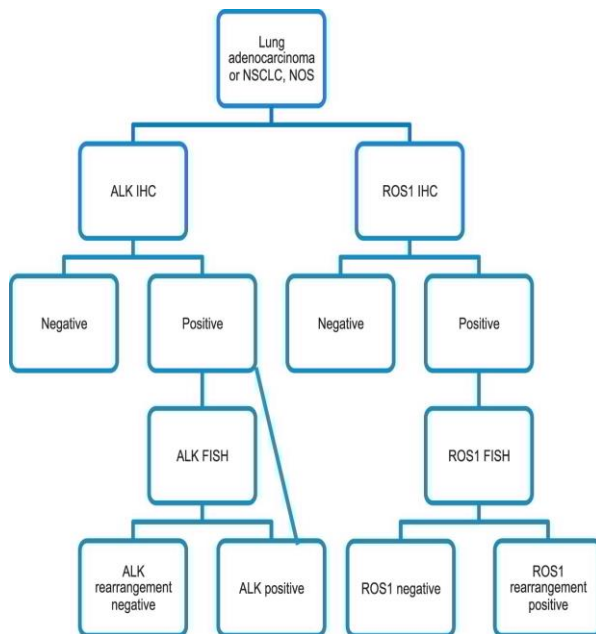 Lung
adenocarcinoma
or NSCLC, NOS
ALK IHC
ROS1 IHC
Negative
Positive
Negative
Positive
ALK FISH
ROS1 FISH
ALK
rearrangement
negative
ALK positive
ROS1 negative
ROS1
rearrangement
positive